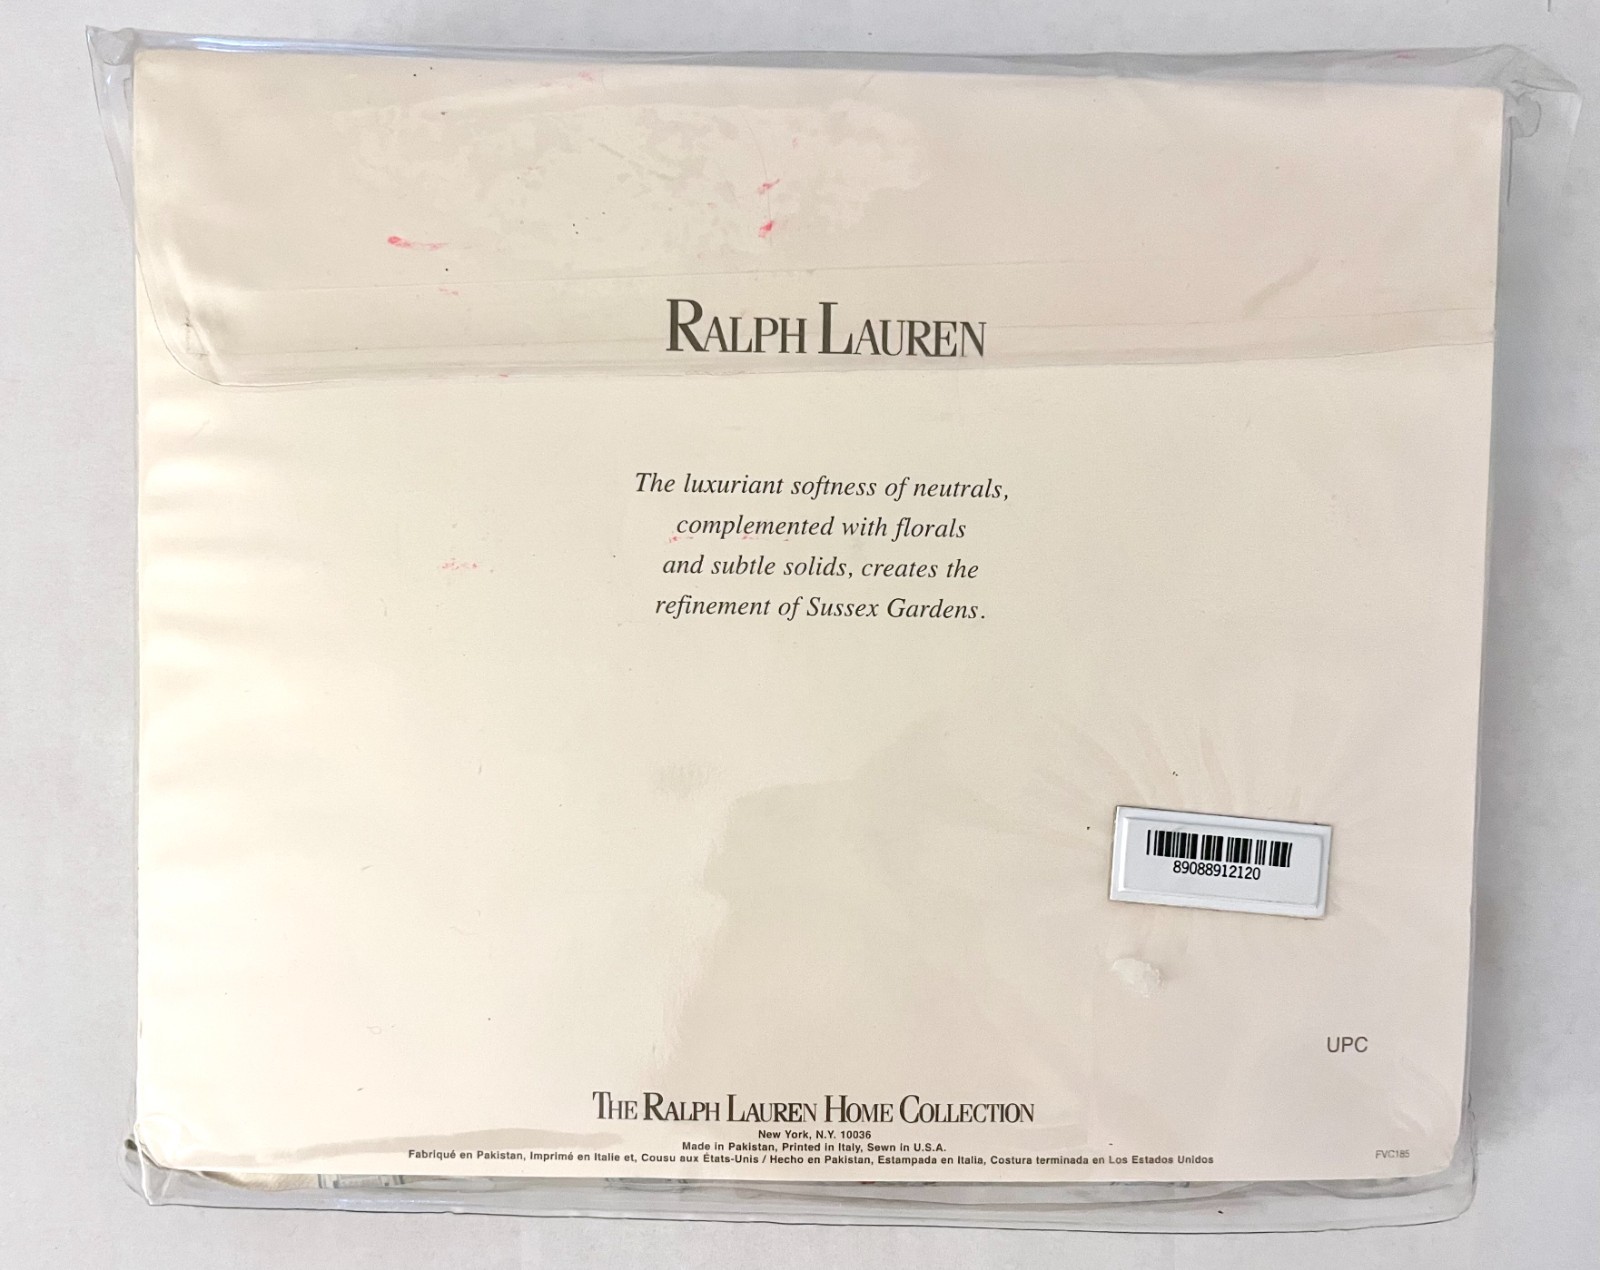 RALPH LAUREN
The luxuriant softness of neutrals,
complemented with florals
and subtle solids, creates the
refinement of Sussex Gardens.
89088912120
UPC
THE RALPH LAUREN HOME COLLECTION
New York, N.Y. 10036
Made in Pakistan, Printed in Italy, Sewn in U.S.A.
Fabriqué en Pakistan, Imprimé en Italie et, Cousu aux États-Unis / Hecho en Pakistan, Estampada en Italia, Costura terminada en Los Estados Unidos
FVC185